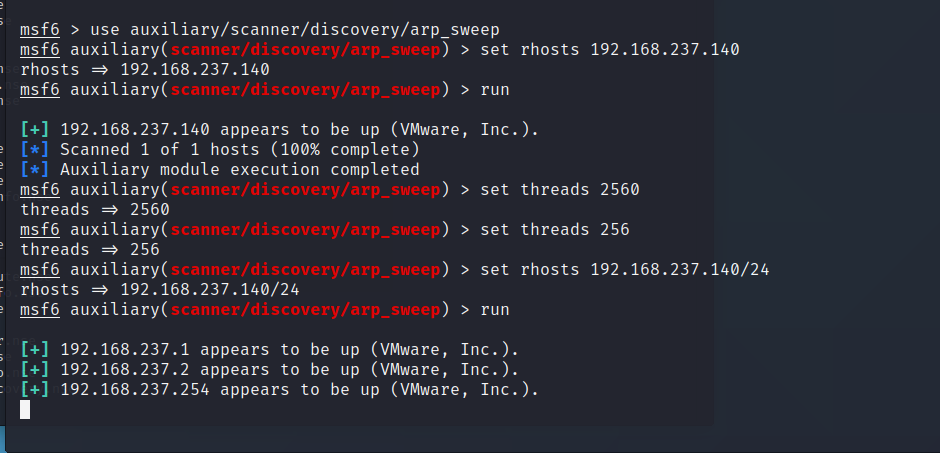 msf6 > use auxiliary/scanner/discovery/arp_sweep
msf6 auxiliary(scanner/discovery/arp_sweep) > set rhosts 192.168.237.140
rhosts => 192.168.237.140
msf6 auxiliary(scanner/discovery/arp_sweep) > run
[+] 192.168.237.140 appears to be up (VMware, Inc.).
[*] Scanned 1 of 1 hosts (100% complete)
[*] Auxiliary module execution completed
msf6 auxiliary(scanner/discovery/arp_sweep) > set threads 2560
threads => 2560
msf6 auxiliary(scanner/discovery/arp_sweep) > set threads 256
threads => 256
msf6 auxiliary(scanner/discovery/arp_sweep) > set rhosts 192.168.237.140/24
rhosts => 192.168.237.140/24
msf6 auxiliary(scanner/discovery/arp_sweep) > run
[+] 192.168.237.1 appears to be up (VMware, Inc.).
[+] 192.168.237.2 appears to be up (VMware, Inc.).
[+] 192.168.237.254 appears to be up (VMware, Inc.).